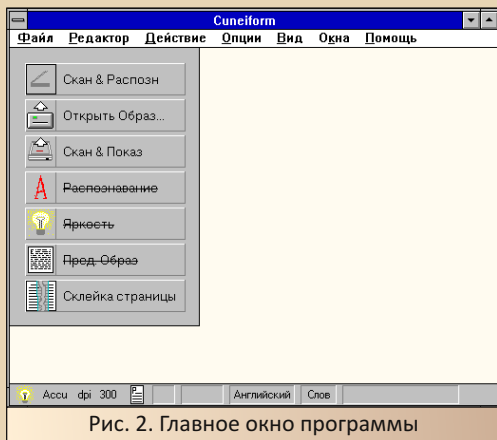 Cuneiform
Файл Редактор Действие Опции Вид Окна Помощь
Скан & Распозн
Открыть Образ...
Скан & Показ
Распознавание
Яркость
Пред. Образ
Склейка страницы
Accu dpi 300 Английский Слов
Рис. 2. Главное окно программы